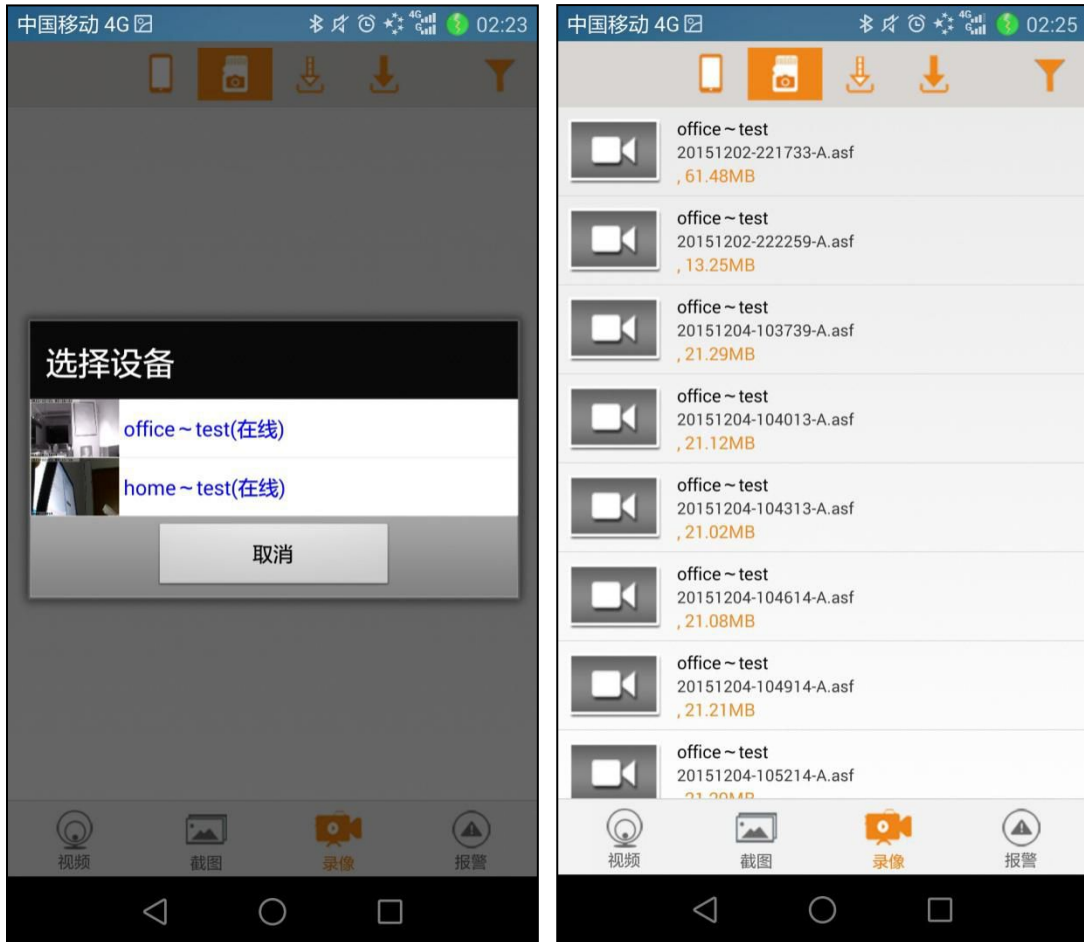 中国移动 4G
4G
G
02:23
选择设备
office～test(在线)
home～test(在线)
取消
视频
截图
录像
报警
中国移动 4G
4G
G
02:25
office～test
20151202-221733-A.asf
, 61.48MB
office～test
20151202-222259-A.asf
, 13.25MB
office～test
20151204-103739-A.asf
, 21.29MB
office～test
20151204-104013-A.asf
, 21.12MB
office～test
20151204-104313-A.asf
, 21.02MB
office～test
20151204-104614-A.asf
, 21.08MB
office～test
20151204-104914-A.asf
, 21.21MB
office～test
20151204-105214-A.asf
视频
截图
录像
报警